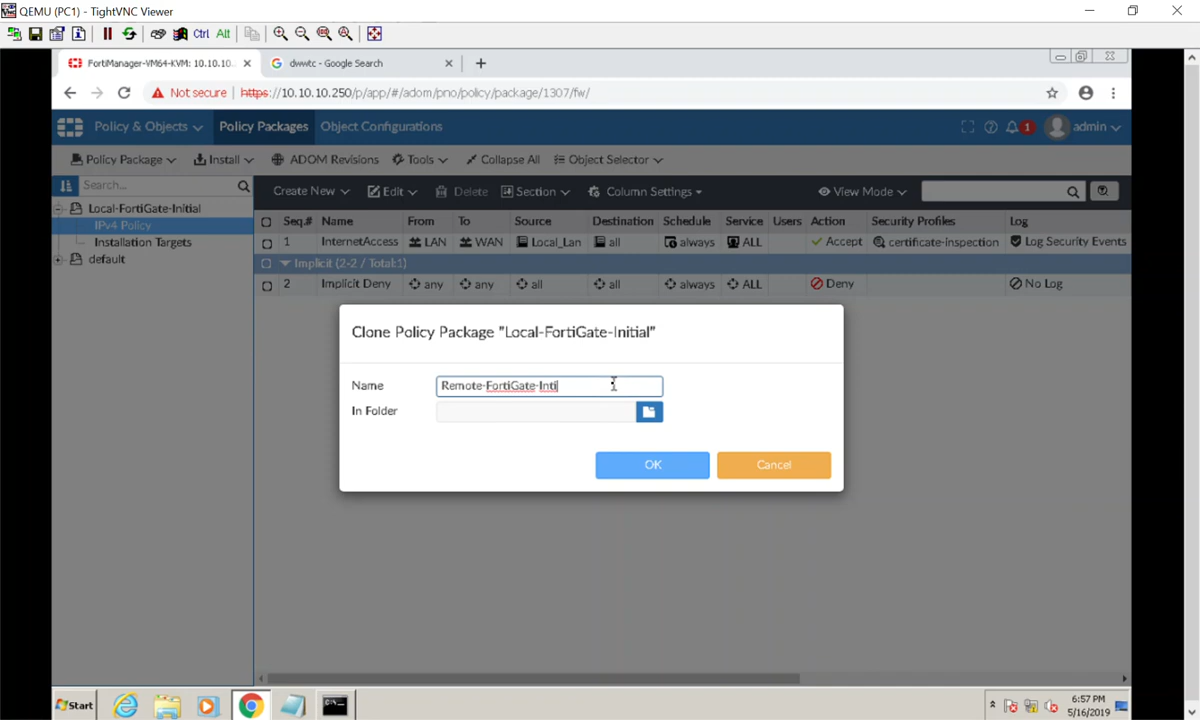 QEMU (PC1) - TightVNC Viewer
Ctrl Alt
FortiManager-VM64-KVM: 10.10.10..
dwwtc - Google Search
Not secure | https://10.10.10.250/p/app/#/adom/pno/policy/package/1307/fw/
Policy & Objects Policy Packages Object Configurations 1 admin
Policy Package Install ADOM Revisions Tools Collapse All Object Selector
Search... Create New Edit Delete Section Column Settings View Mode
Local-FortiGate-Initial
IPv4 Policy
Installation Targets
default
Seq.# Name From To Source Destination Schedule Service Users Action Security Profiles Log
1 InternetAccess LAN WAN Local_Lan all always ALL Accept certificate-inspection Log Security Events
Implicit (2-2 / Total:1)
2 Implicit Deny any any all all always ALL Deny No Log
Clone Policy Package "Local-FortiGate-Initial"
Name Remote-FortiGate-Inti
In Folder
OK Cancel
Start
6:57 PM
5/16/2019